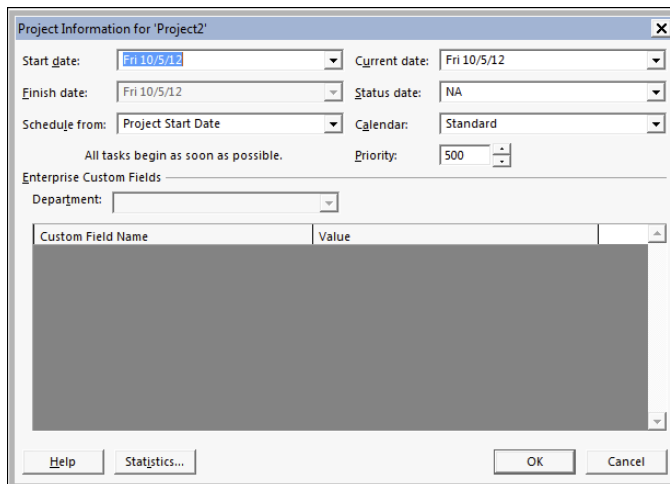 Project Information for 'Project2'
Start date: Fri 10/5/12 Current date: Fri 10/5/12
Finish date: Fri 10/5/12 Status date: NA
Schedule from: Project Start Date Calendar: Standard
All tasks begin as soon as possible. Priority: 500
Enterprise Custom Fields
Department:
Custom Field Name Value
Help Statistics... OK Cancel